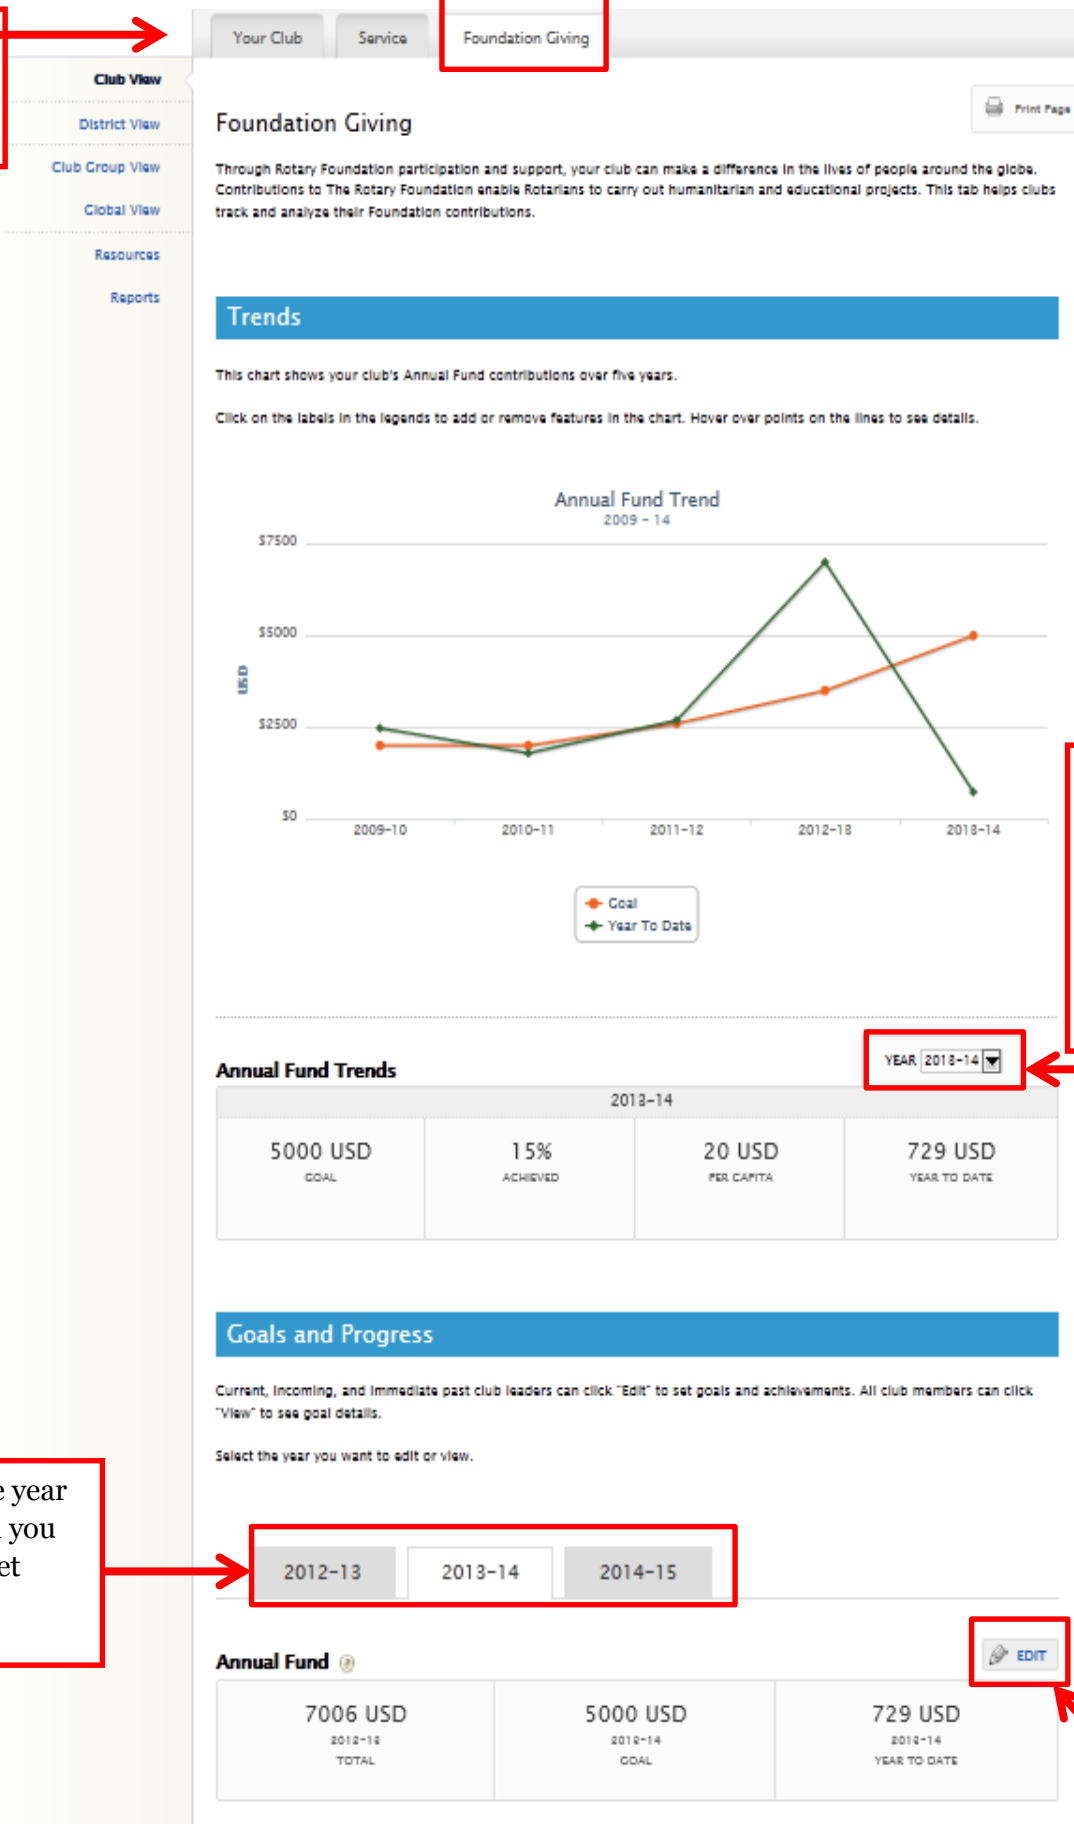 Your Club Service Foundation Giving
Club View
District View
Club Group View
Global View
Resources
Reports
Print Page
Foundation Giving
Through Rotary Foundation participation and support, your club can make a difference in the lives of people around the globe.
Contributions to The Rotary Foundation enable Rotarians to carry out humanitarian and educational projects. This tab helps clubs
track and analyze their Foundation contributions.
Trends
This chart shows your club's Annual Fund contributions over five years.
Click on the labels in the legends to add or remove features in the chart. Hover over points on the lines to see details.
Annual Fund Trend
2009 - 14
$7500
$5000
$2500
$0
USD
2009-10 2010-11 2011-12 2012-13 2013-14
Goal
Year To Date
Annual Fund Trends
YEAR 2013-14
2013-14
5000 USD 15% 20 USD 729 USD
GOAL ACHIEVED PER CAPITA YEAR TO DATE
Goals and Progress
Current, incoming, and immediate past club leaders can click "Edit" to set goals and achievements. All club members can click
"View" to see goal details.
Select the year you want to edit or view.
year
you
et
2012-13 2013-14 2014-15
Annual Fund ?
EDIT
7006 USD 5000 USD 729 USD
2012-13 2013-14 2013-14
TOTAL GOAL YEAR TO DATE